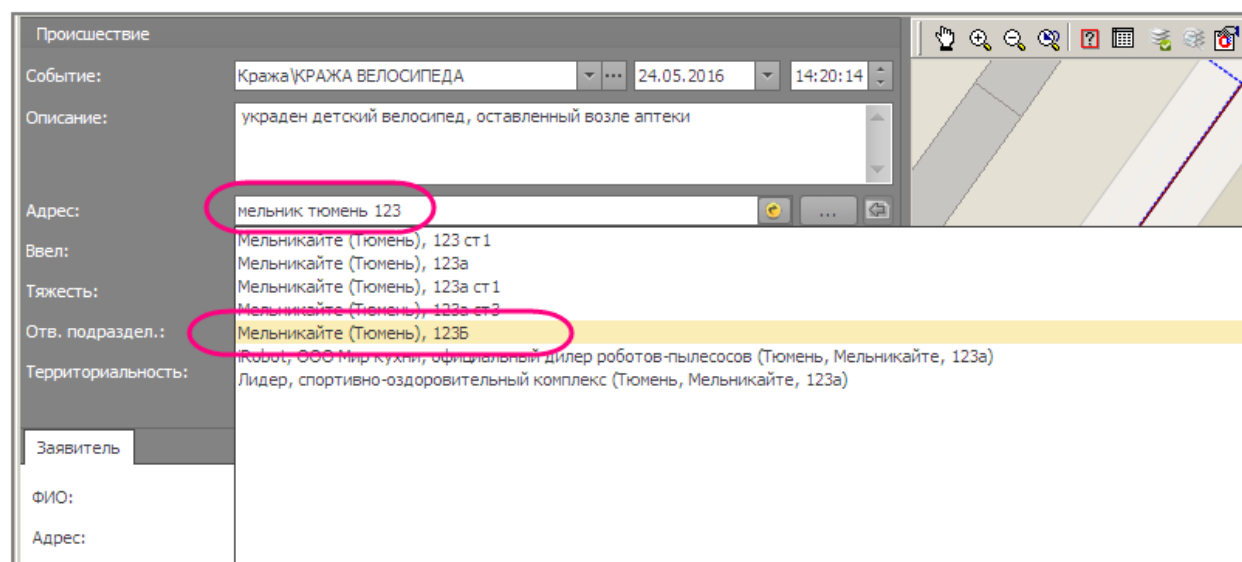 Происшествие
Событие: Кража\КРАЖА ВЕЛОСИПЕДА 24.05.2016 14:20:14
Описание: украден детский велосипед, оставленный возле аптеки
Адрес: мельник тюмень 123 ...
Ввел:
Тяжесть:
Отв. подраздел.:
Территориальность:
Мельникайте (Тюмень), 123 ст1
Мельникайте (Тюмень), 123а
Мельникайте (Тюмень), 123а ст1
Мельникайте (Тюмень), 123а ст3
Мельникайте (Тюмень), 123Б
iRobot, ООО Мир кухни, официальный дилер роботов-пылесосов (Тюмень, Мельникайте, 123а)
Лидер, спортивно-оздоровительный комплекс (Тюмень, Мельникайте, 123а)
Заявитель
ФИО:
Адрес: